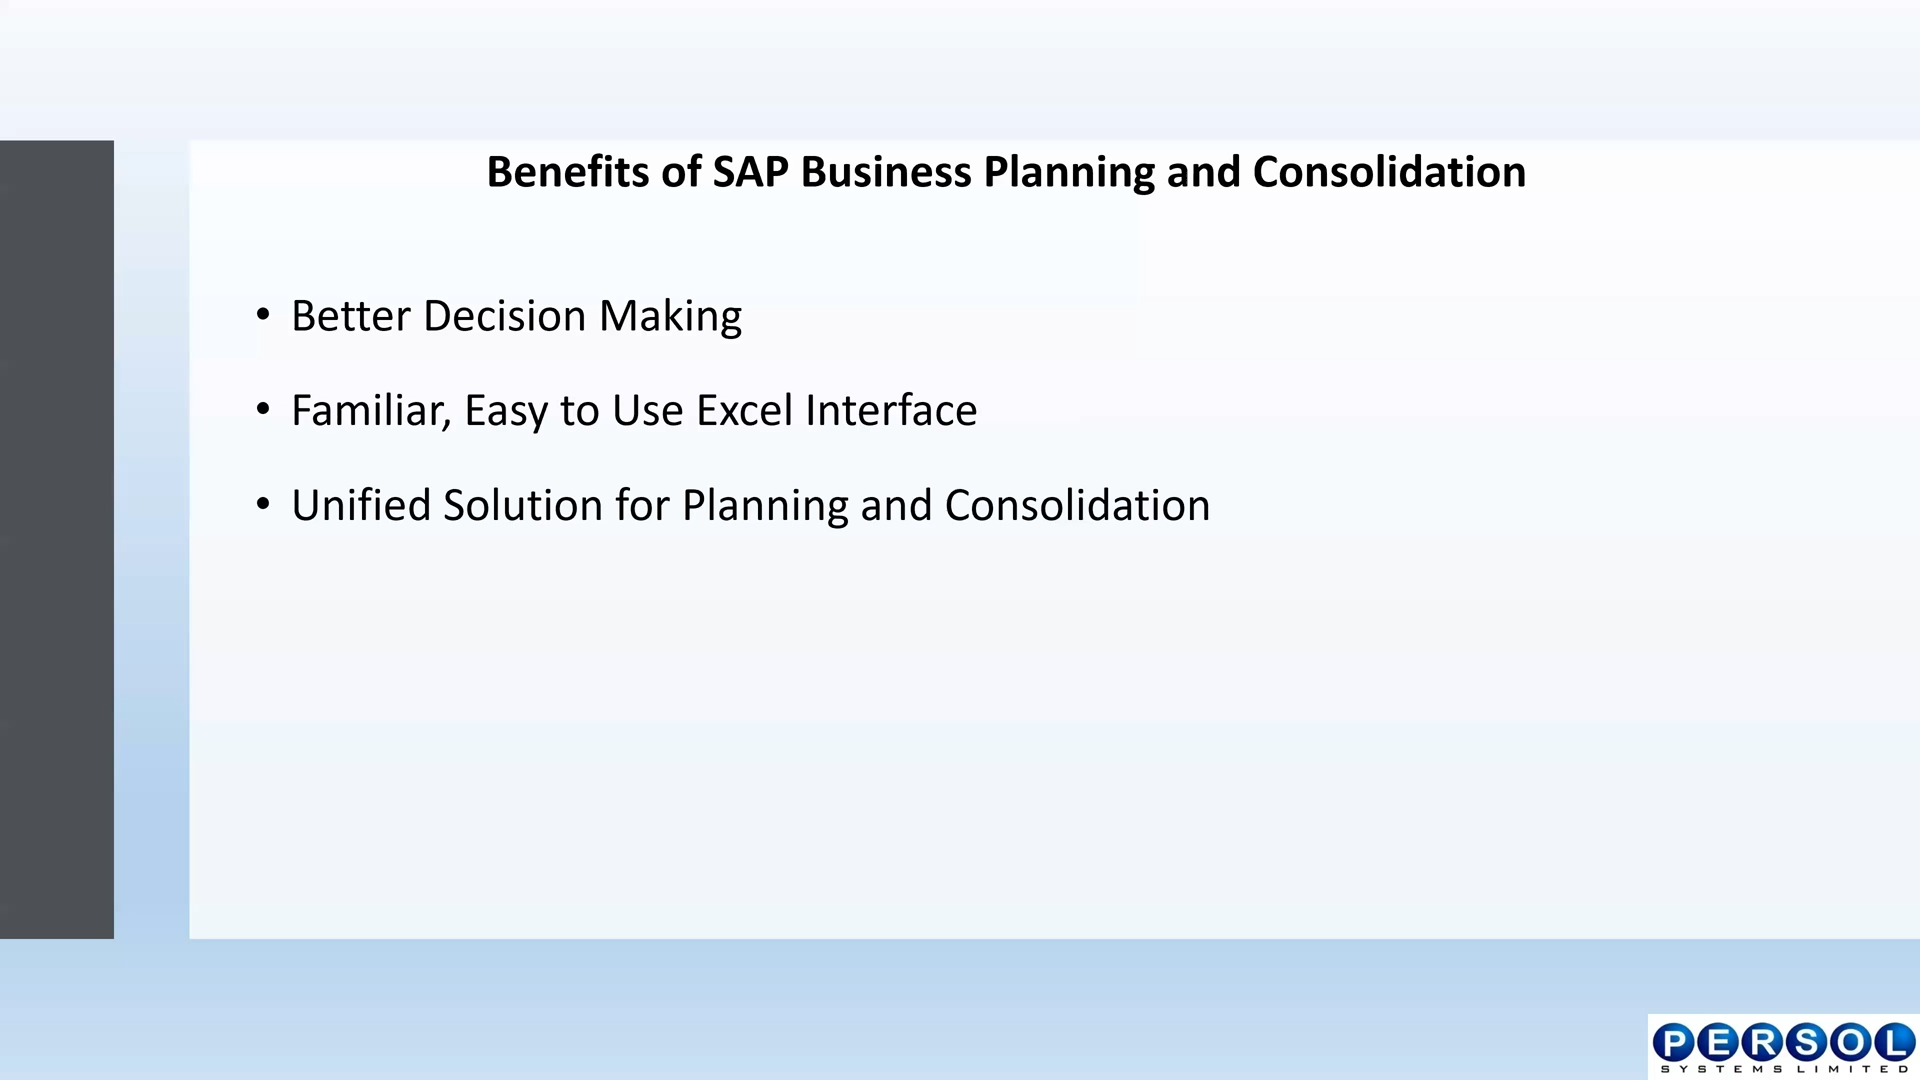 Benefits of SAP Business Planning and Consolidation
• Better Decision Making
• Familiar, Easy to Use Excel Interface
• Unified Solution for Planning and Consolidation
PERSOL
SYSTEMS LIMITED